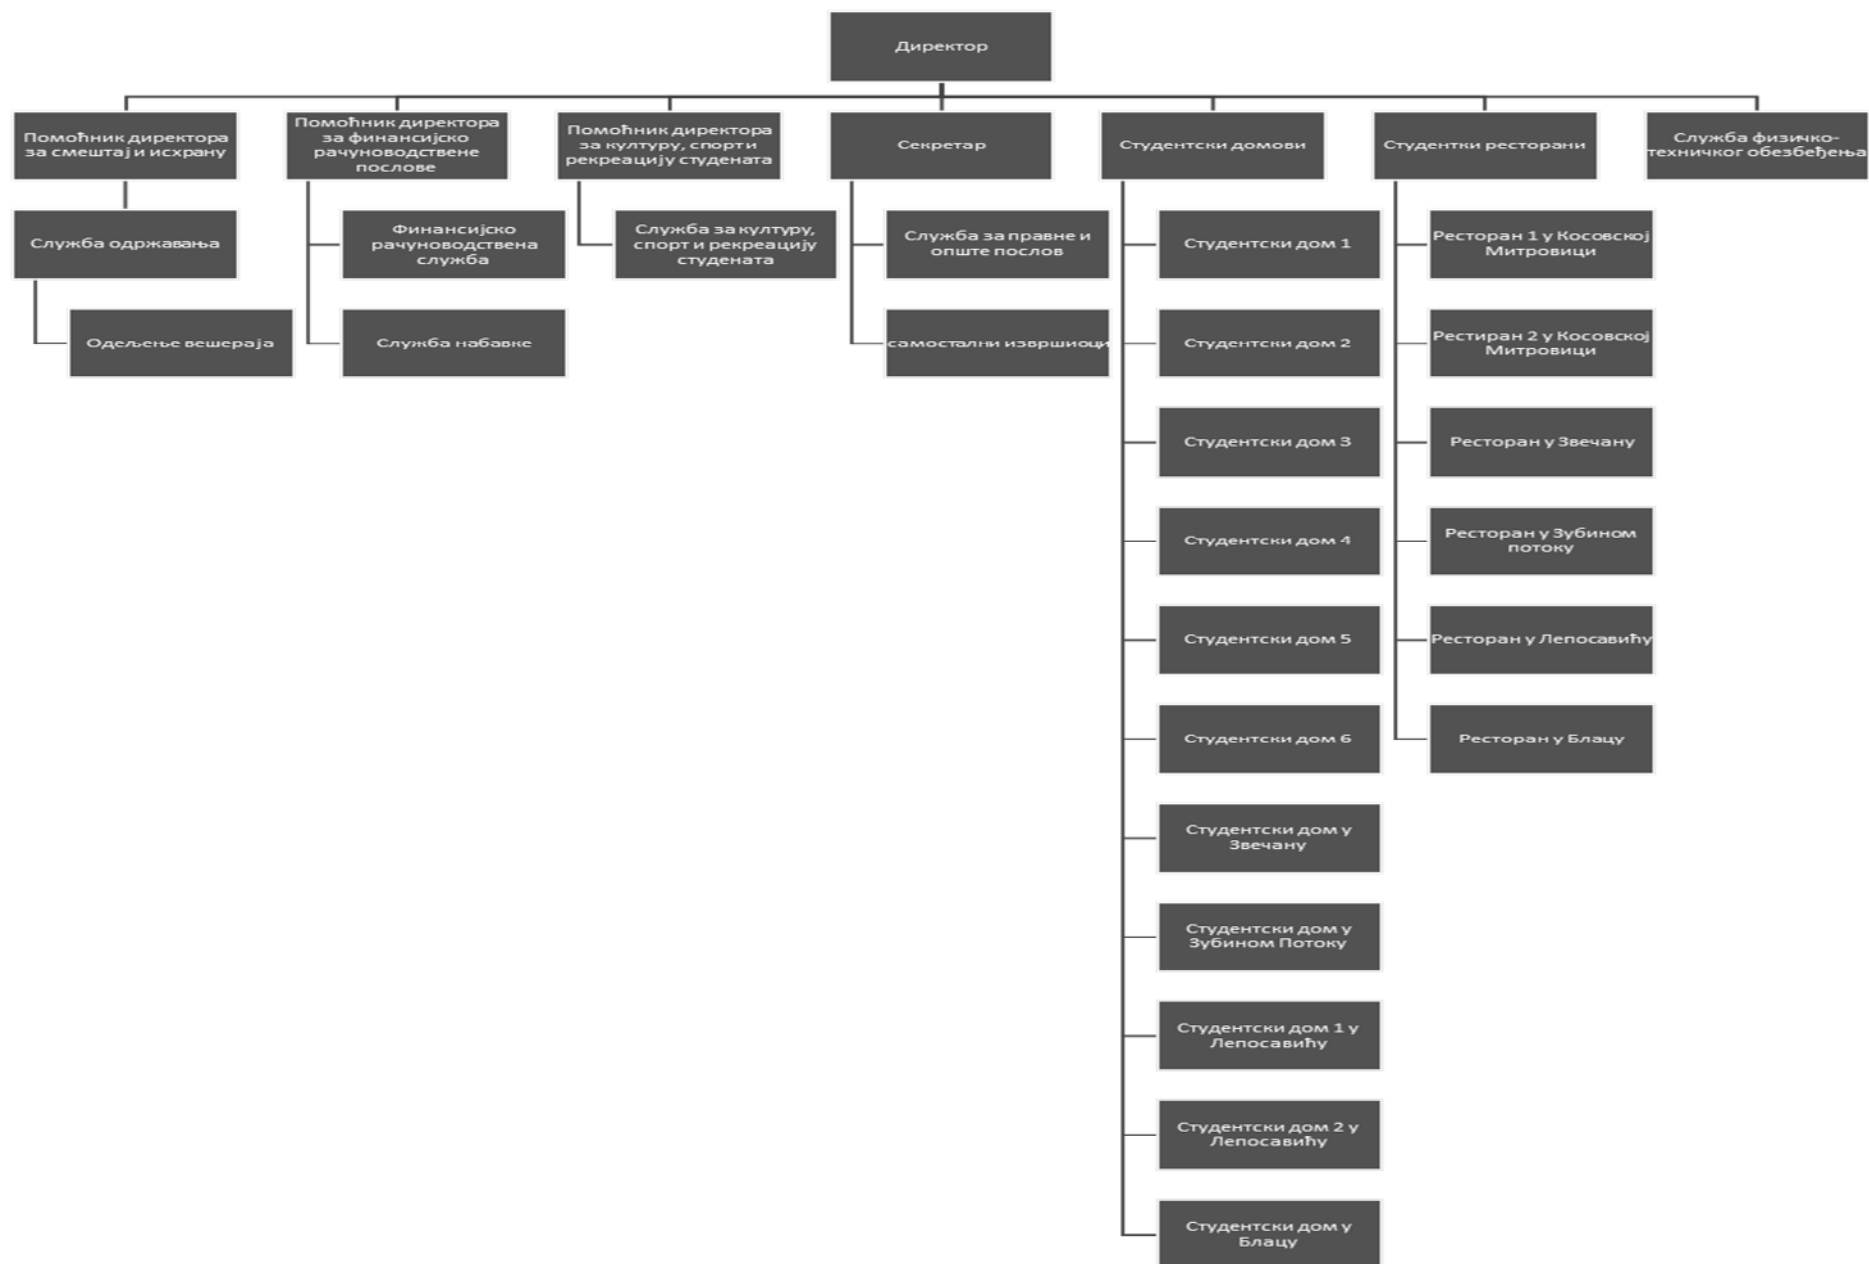 Директор
Помоћник директора
за смештај и исхрану
Помоћник директора
за финансијско
рачуноводствене
послове
Помоћник директора
за културу, спорт и
рекреацију студената
Секретар
Студентски домови
Студентки ресторани
Служба физичко-
техничког обезбеђења
Служба одржавања
Финансијско
рачуноводствена
служба
Служба за културу,
спорт и рекреацију
студената
Служба за правне и
опште послов
Студентски дом 1
Ресторан 1 у Косовској
Митровици
Одељење вешераја
Служба набавке
самостални извршиоци
Студентски дом 2
Рестиран 2 у Косовској
Митровици
Студентски дом 3
Ресторан у Звечану
Студентски дом 4
Ресторан у Зубином
потоку
Студентски дом 5
Ресторан у Лепосавићу
Студентски дом 6
Ресторан у Блацу
Студентски дом у
Звечану
Студентски дом у
Зубином Потоку
Студентски дом 1 у
Лепосавићу
Студентски дом 2 у
Лепосавићу
Студентски дом у
Блацу